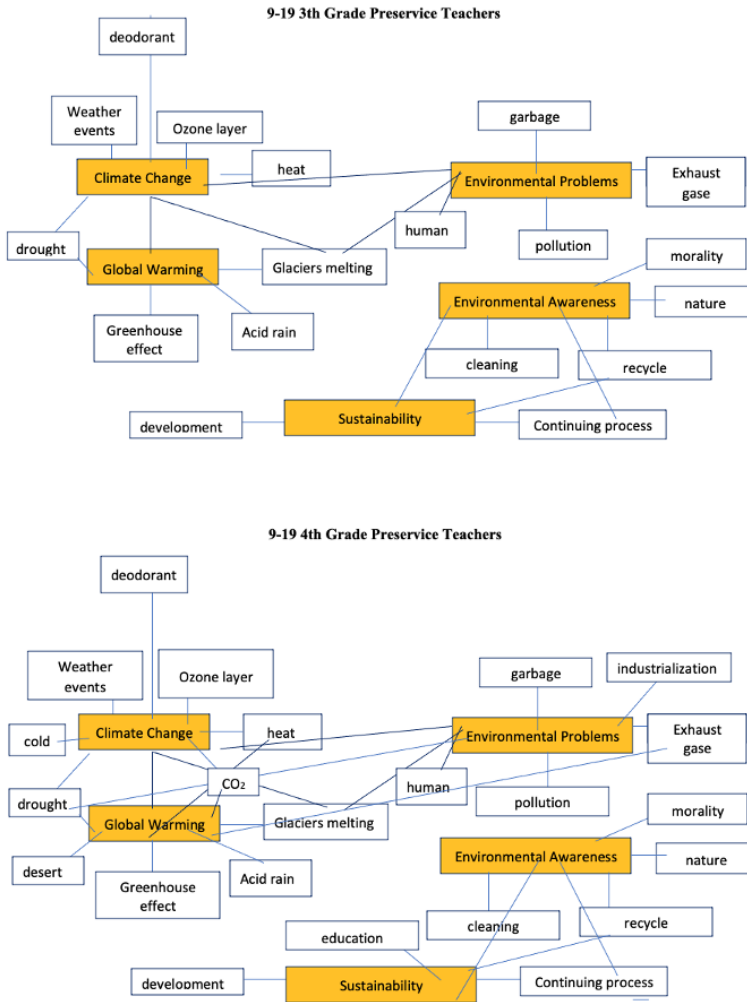 9-19 3th Grade Preservice Teachers
deodorant
Weather
events
Ozone layer
garbage
Climate Change
heat
Environmental Problems
Exhaust
gase
drought
human
pollution
Global Warming
Glaciers melting
morality
Environmental Awareness
nature
Greenhouse
effect
Acid rain
cleaning
recycle
development
Sustainability
Continuing process
9-19 4th Grade Preservice Teachers
deodorant
Weather
events
Ozone layer
garbage
industrialization
cold
Climate Change
heat
Environmental Problems
Exhaust
gase
CO₂
drought
human
pollution
Global Warming
Glaciers melting
morality
desert
Environmental Awareness
nature
Greenhouse
effect
Acid rain
cleaning
recycle
education
development
Sustainability
Continuing process